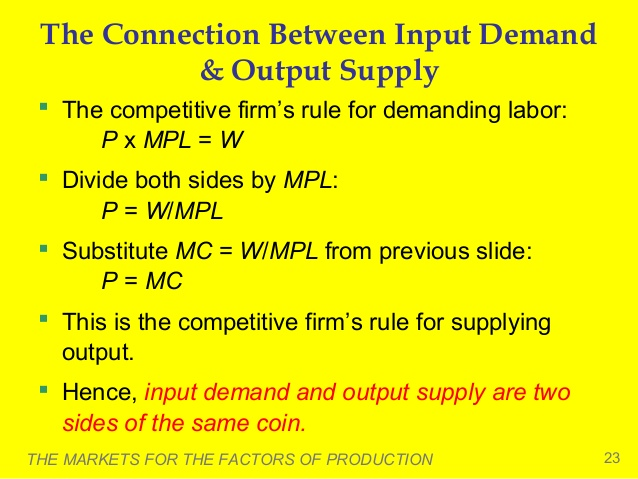 The Connection Between Input Demand
& Output Supply
▪ The competitive firm's rule for demanding labor:
P x MPL = W
▪ Divide both sides by MPL:
P = W/MPL
▪ Substitute MC = W/MPL from previous slide:
P = MC
▪ This is the competitive firm's rule for supplying
output.
▪ Hence, input demand and output supply are two
sides of the same coin.
THE MARKETS FOR THE FACTORS OF PRODUCTION 23